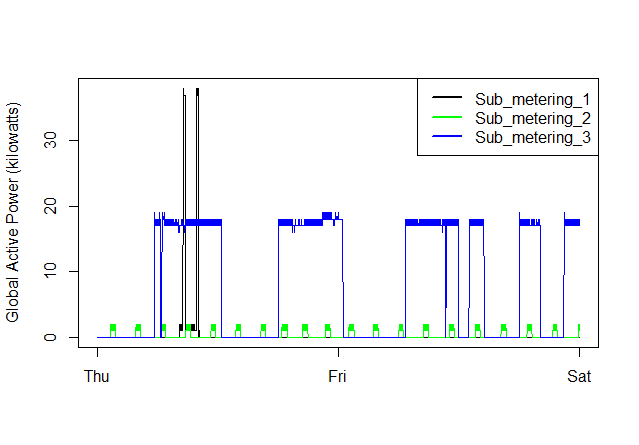 Global Active Power (kilowatts)
30
20
10
0
Sub_metering_1
Sub_metering_2
Sub_metering_3
Thu
Fri
Sat